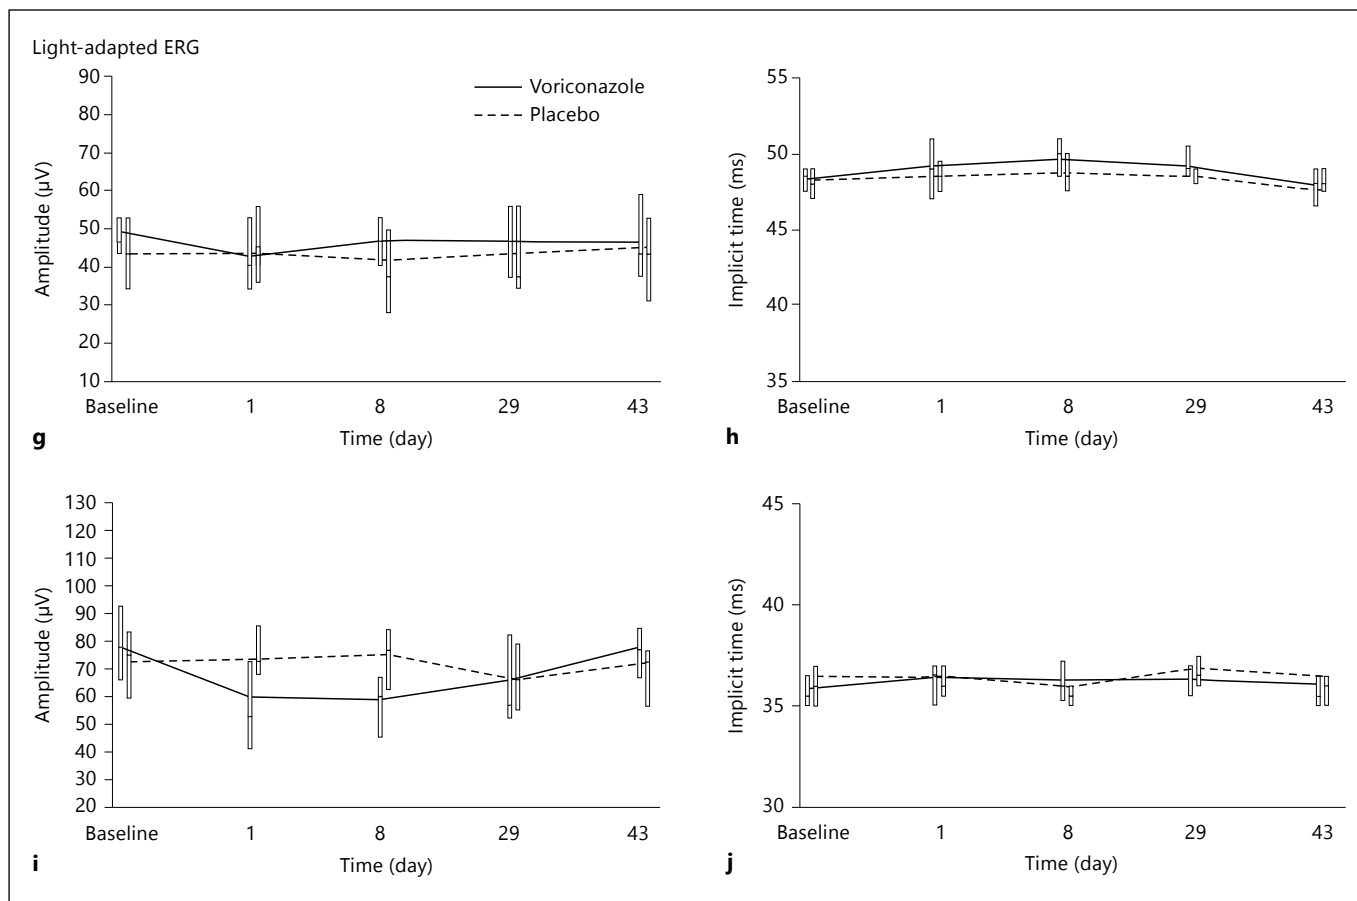 Light-adapted ERG
Amplitude (µV)
90
80
70
60
50
40
30
20
10
Voriconazole
Placebo
Baseline 1 8 29 43
Time (day)
g
Implicit time (ms)
55
50
45
40
35
Baseline 1 8 29 43
Time (day)
h
Amplitude (µV)
130
120
110
100
90
80
70
60
50
40
30
20
Baseline 1 8 29 43
Time (day)
i
Implicit time (ms)
45
40
35
30
Baseline 1 8 29 43
Time (day)
j